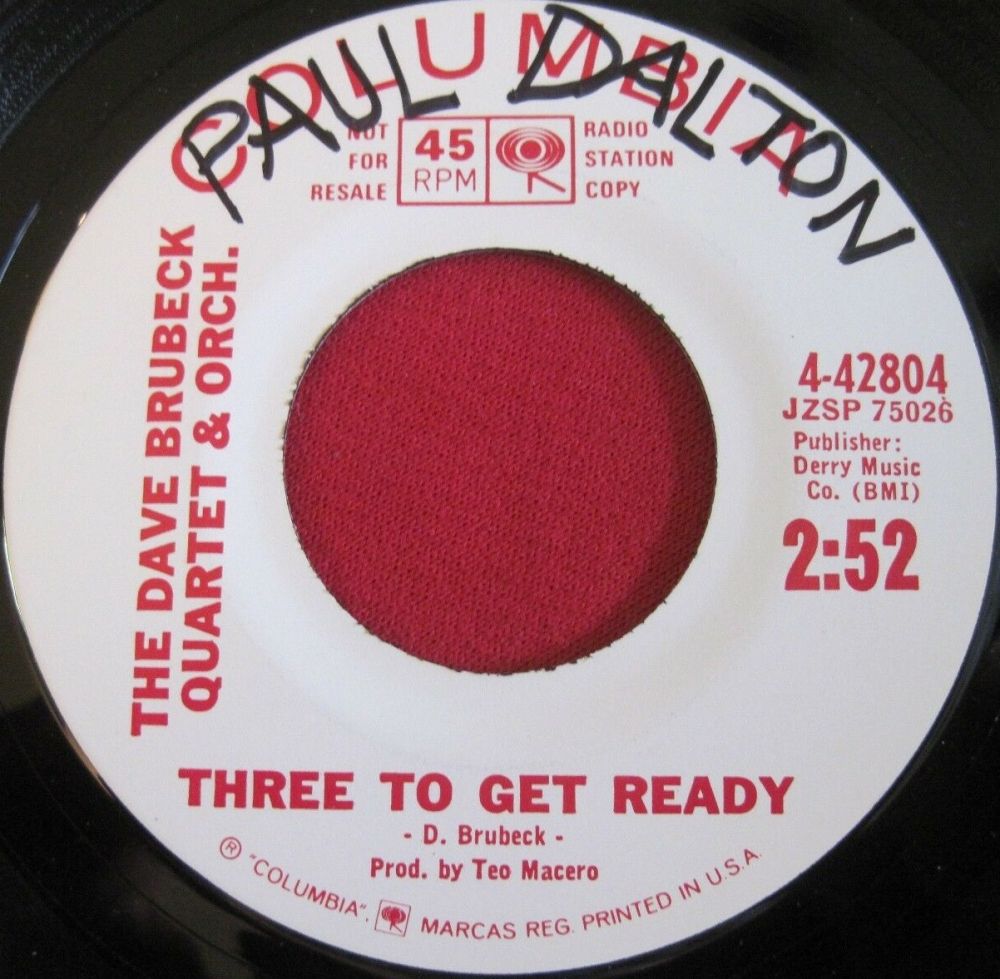 COLUMBIA
PAUL DALTON
NOT
FOR
RESALE
45
RPM
RADIO
STATION
COPY
THE DAVE BRUBECK
QUARTET & ORCH.
4-42804
JZSP 75026
Publisher:
Derry Music
Co. (BMI)
2:52
THREE TO GET READY
- D. Brubeck -
Prod. by Teo Macero
® "COLUMBIA", MARCAS REG. PRINTED IN U.S.A.